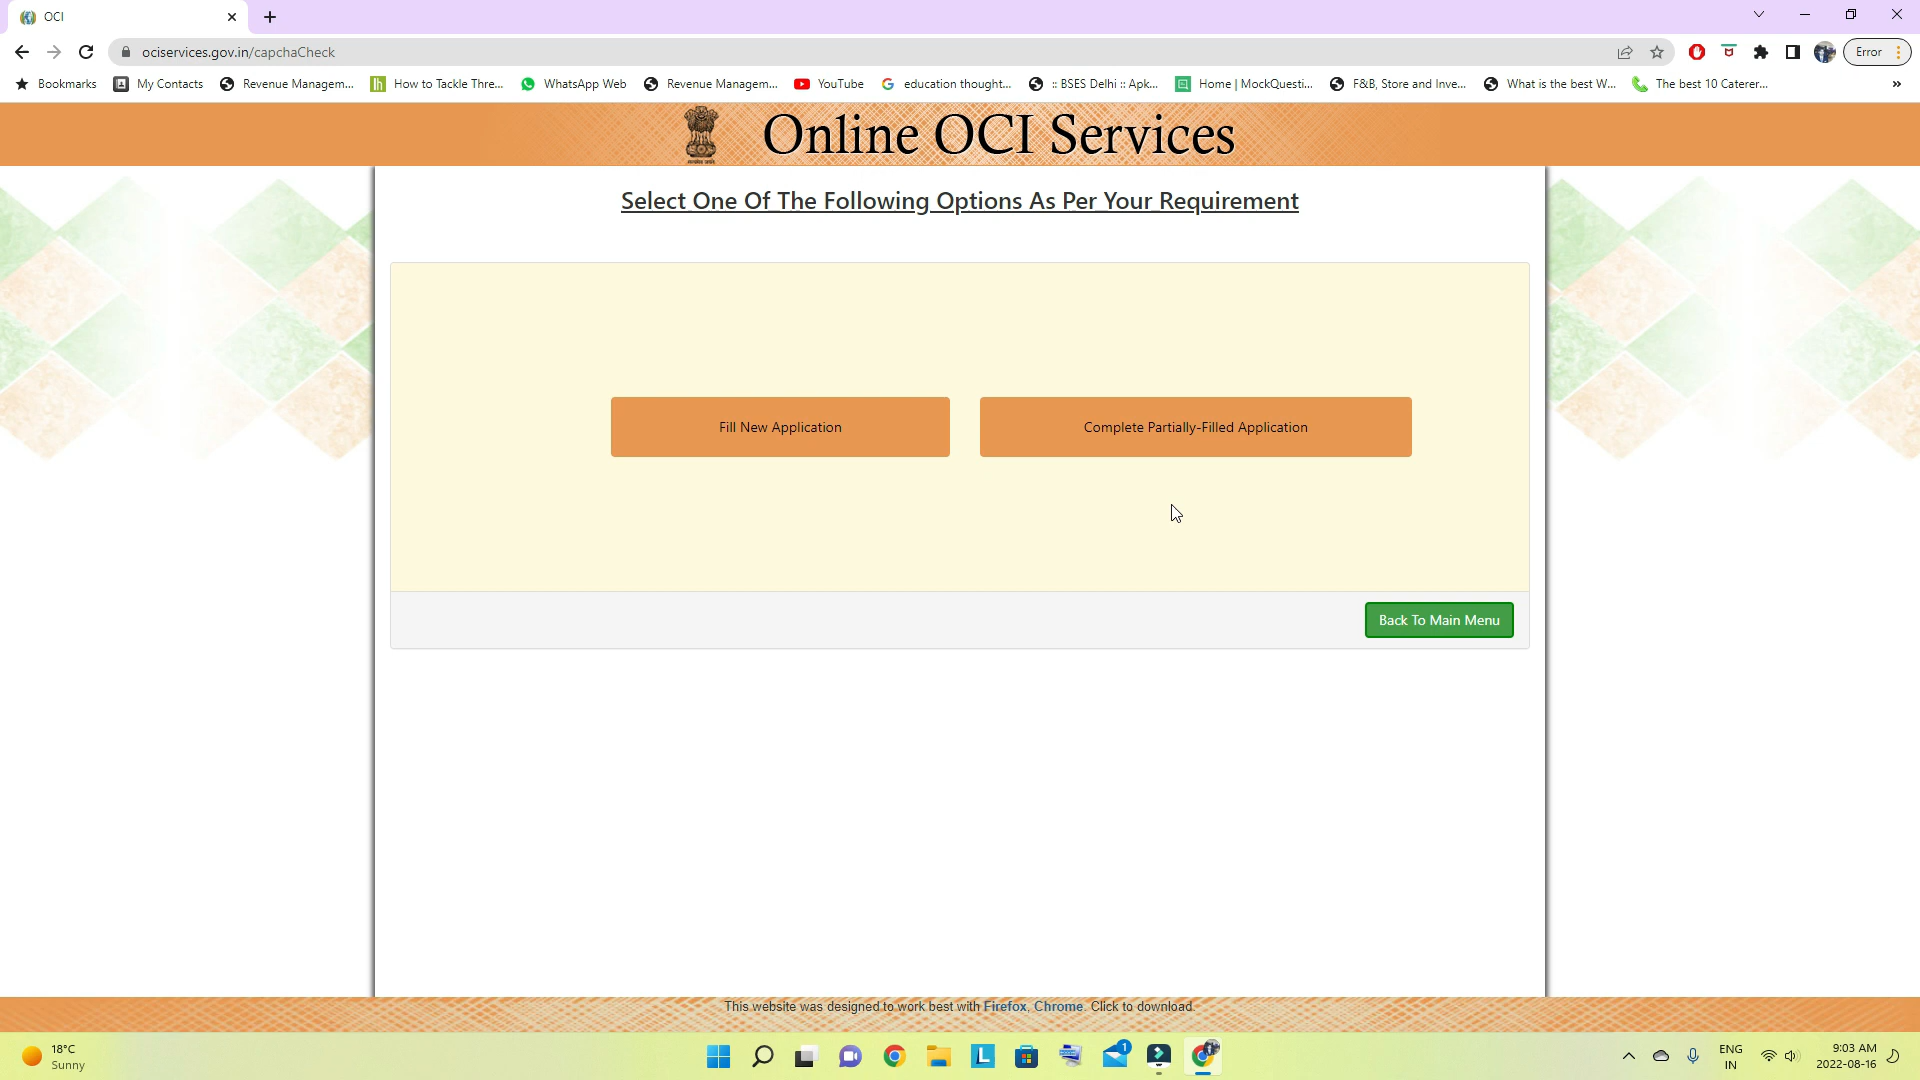 OCI
ociservices.gov.in/capchaCheck
Error
Bookmarks
My Contacts
Revenue Managem...
How to Tackle Thre...
WhatsApp Web
Revenue Managem...
YouTube
education thought...
:: BSES Delhi :: Apk...
Home | MockQuesti...
F&B, Store and Inve...
What is the best W...
The best 10 Caterer...
»
Online OCI Services
Select One Of The Following Options As Per Your Requirement
Fill New Application
Complete Partially-Filled Application
Back To Main Menu
This website was designed to work best with Firefox, Chrome. Click to download.
18°C
Sunny
1
ENG
IN
9:03 AM
2022-08-16